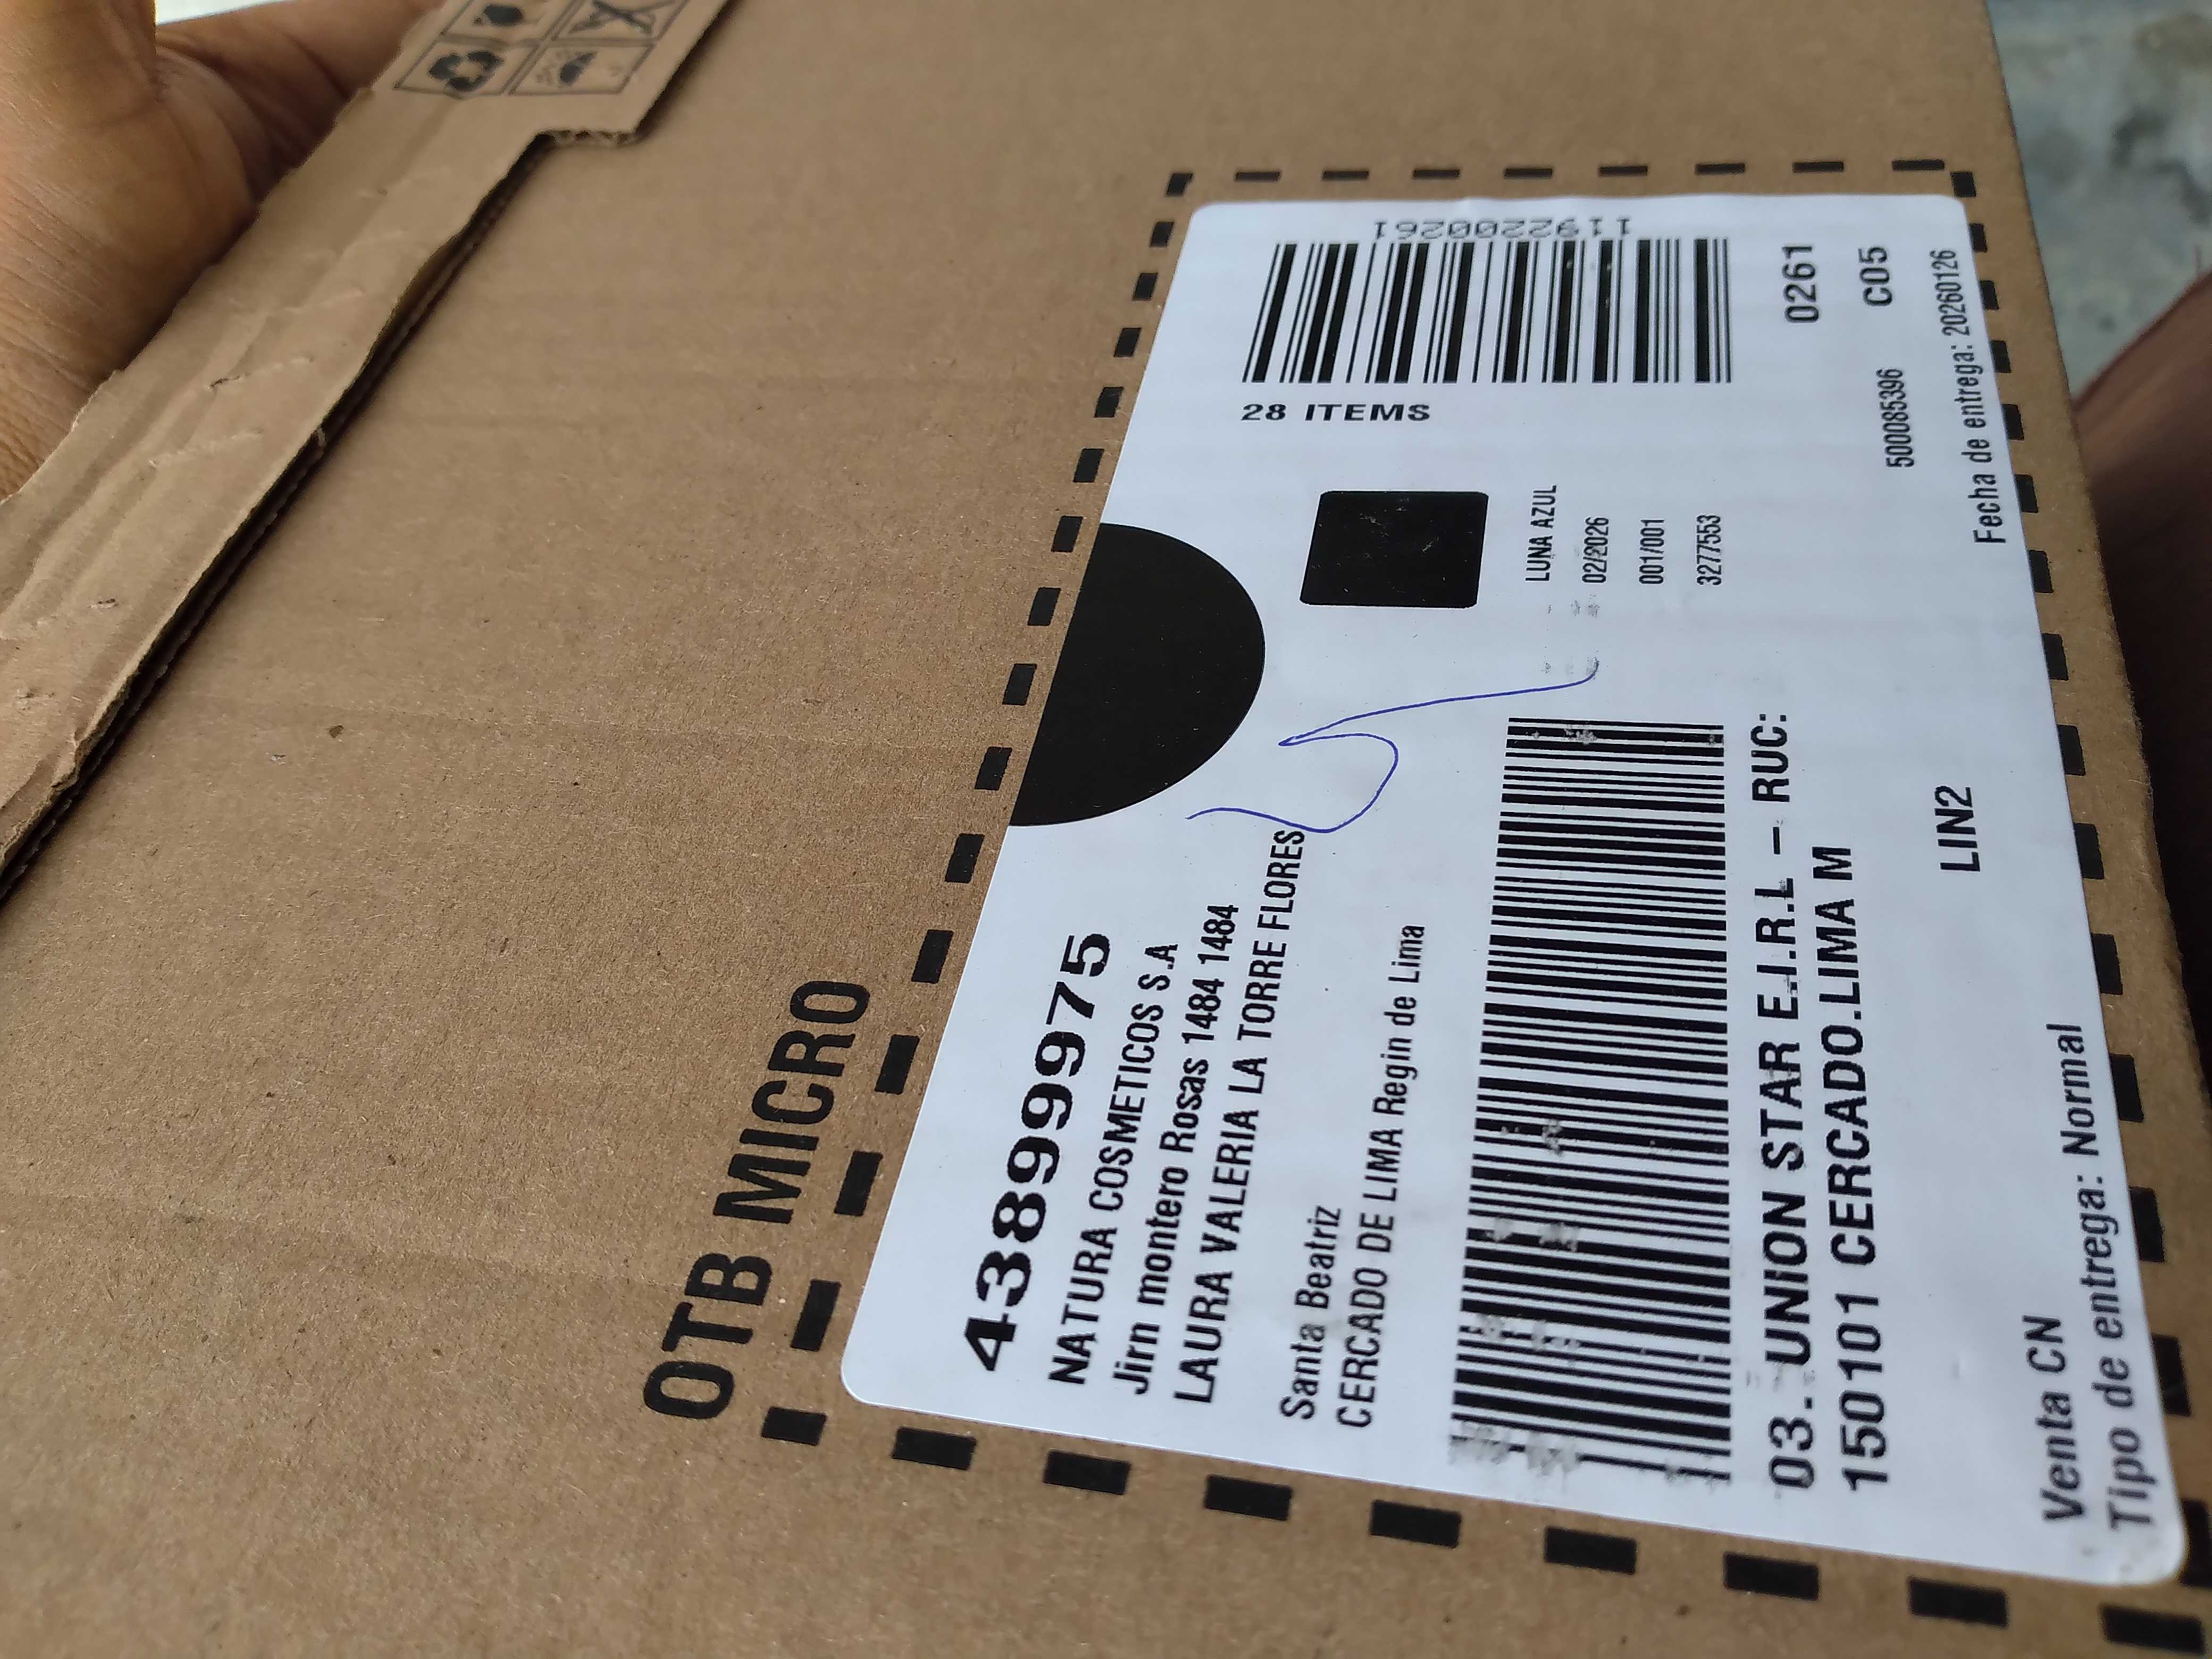 OTB MICRO
43899975
NATURA COSMETICOS S.A
Jirn montero Rosas 1484 1484
LAURA VALERIA LA TORRE FLORES
Santa Beatriz
CERCADO DE LIMA Regin de Lima
03. UNION STAR E.I.R.L - RUC:
150101 CERCADO.LIMA M
LIN2
Venta CN
Tipo de entrega: Normal
LUNA AZUL
02/2026
001/001
3277553
1192200261
28 ITEMS
0261
C05
500085396
Fecha de entrega: 20260126